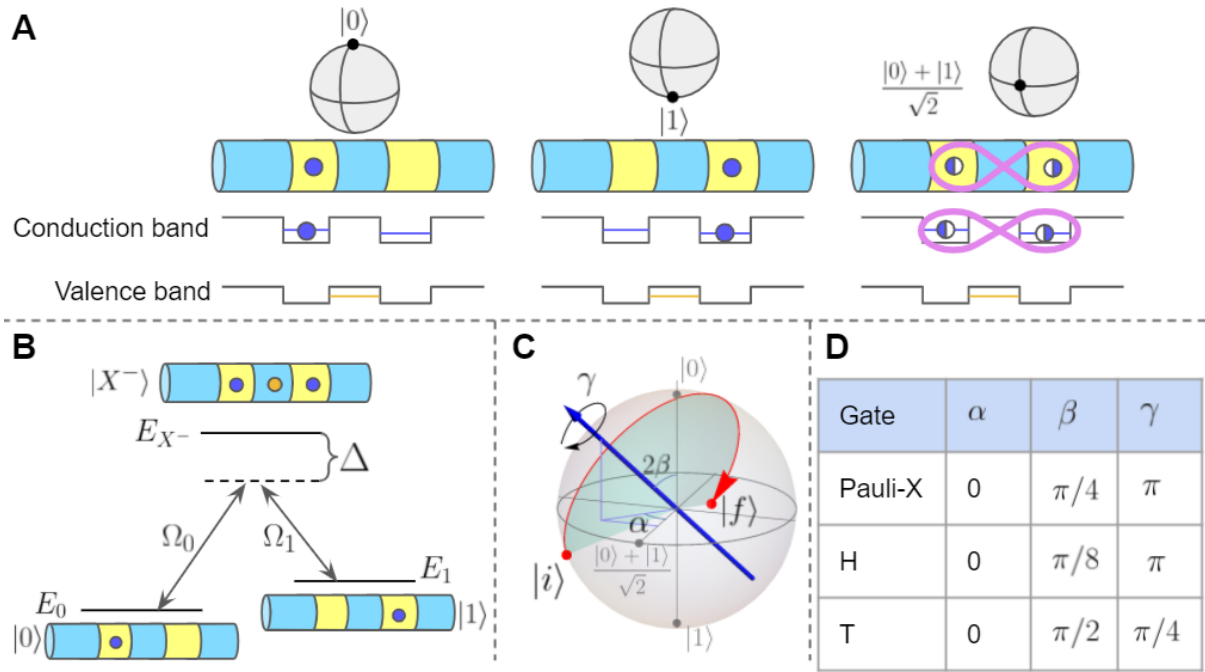 A
|0⟩
|1⟩
|0⟩ + |1⟩
√2
Conduction band
Valence band
B
|X⁻⟩
E_{X⁻}
Δ
Ω₀
Ω₁
E₀
E₁
|0⟩
|1⟩
C
|0⟩
γ
2β
α
|f⟩
|0⟩ + |1⟩
√2
|i⟩
|1⟩
D
Gate α β γ
Pauli-X 0 π/4 π
H 0 π/8 π
T 0 π/2 π/4